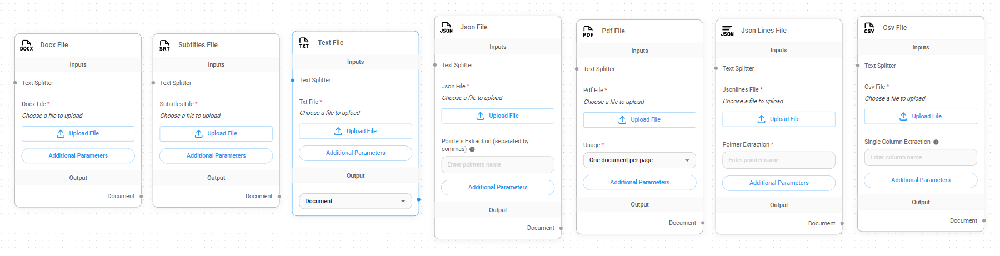 DOCX
Docx File
Inputs
Text Splitter
Docx File *
Choose a file to upload
Upload File
Additional Parameters
Output
Document
SRT
Subtitles File
Inputs
Text Splitter
Subtitles File *
Choose a file to upload
Upload File
Additional Parameters
Output
Document
TXT
Text File
Inputs
Text Splitter
Txt File *
Choose a file to upload
Upload File
Additional Parameters
Output
Document
JSON
Json File
Inputs
Text Splitter
Json File *
Choose a file to upload
Upload File
Pointers Extraction (separated by
commas)
Enter pointers name
Additional Parameters
Output
Document
PDF
Pdf File
Inputs
Text Splitter
Pdf File *
Choose a file to upload
Upload File
Usage *
One document per page
Additional Parameters
Output
Document
JSON
Json Lines File
Inputs
Text Splitter
Jsonlines File *
Choose a file to upload
Upload File
Pointer Extraction *
Enter pointer name
Additional Parameters
Output
Document
CSV
Csv File
Inputs
Text Splitter
Csv File *
Choose a file to upload
Upload File
Single Column Extraction
Enter column name
Additional Parameters
Output
Document